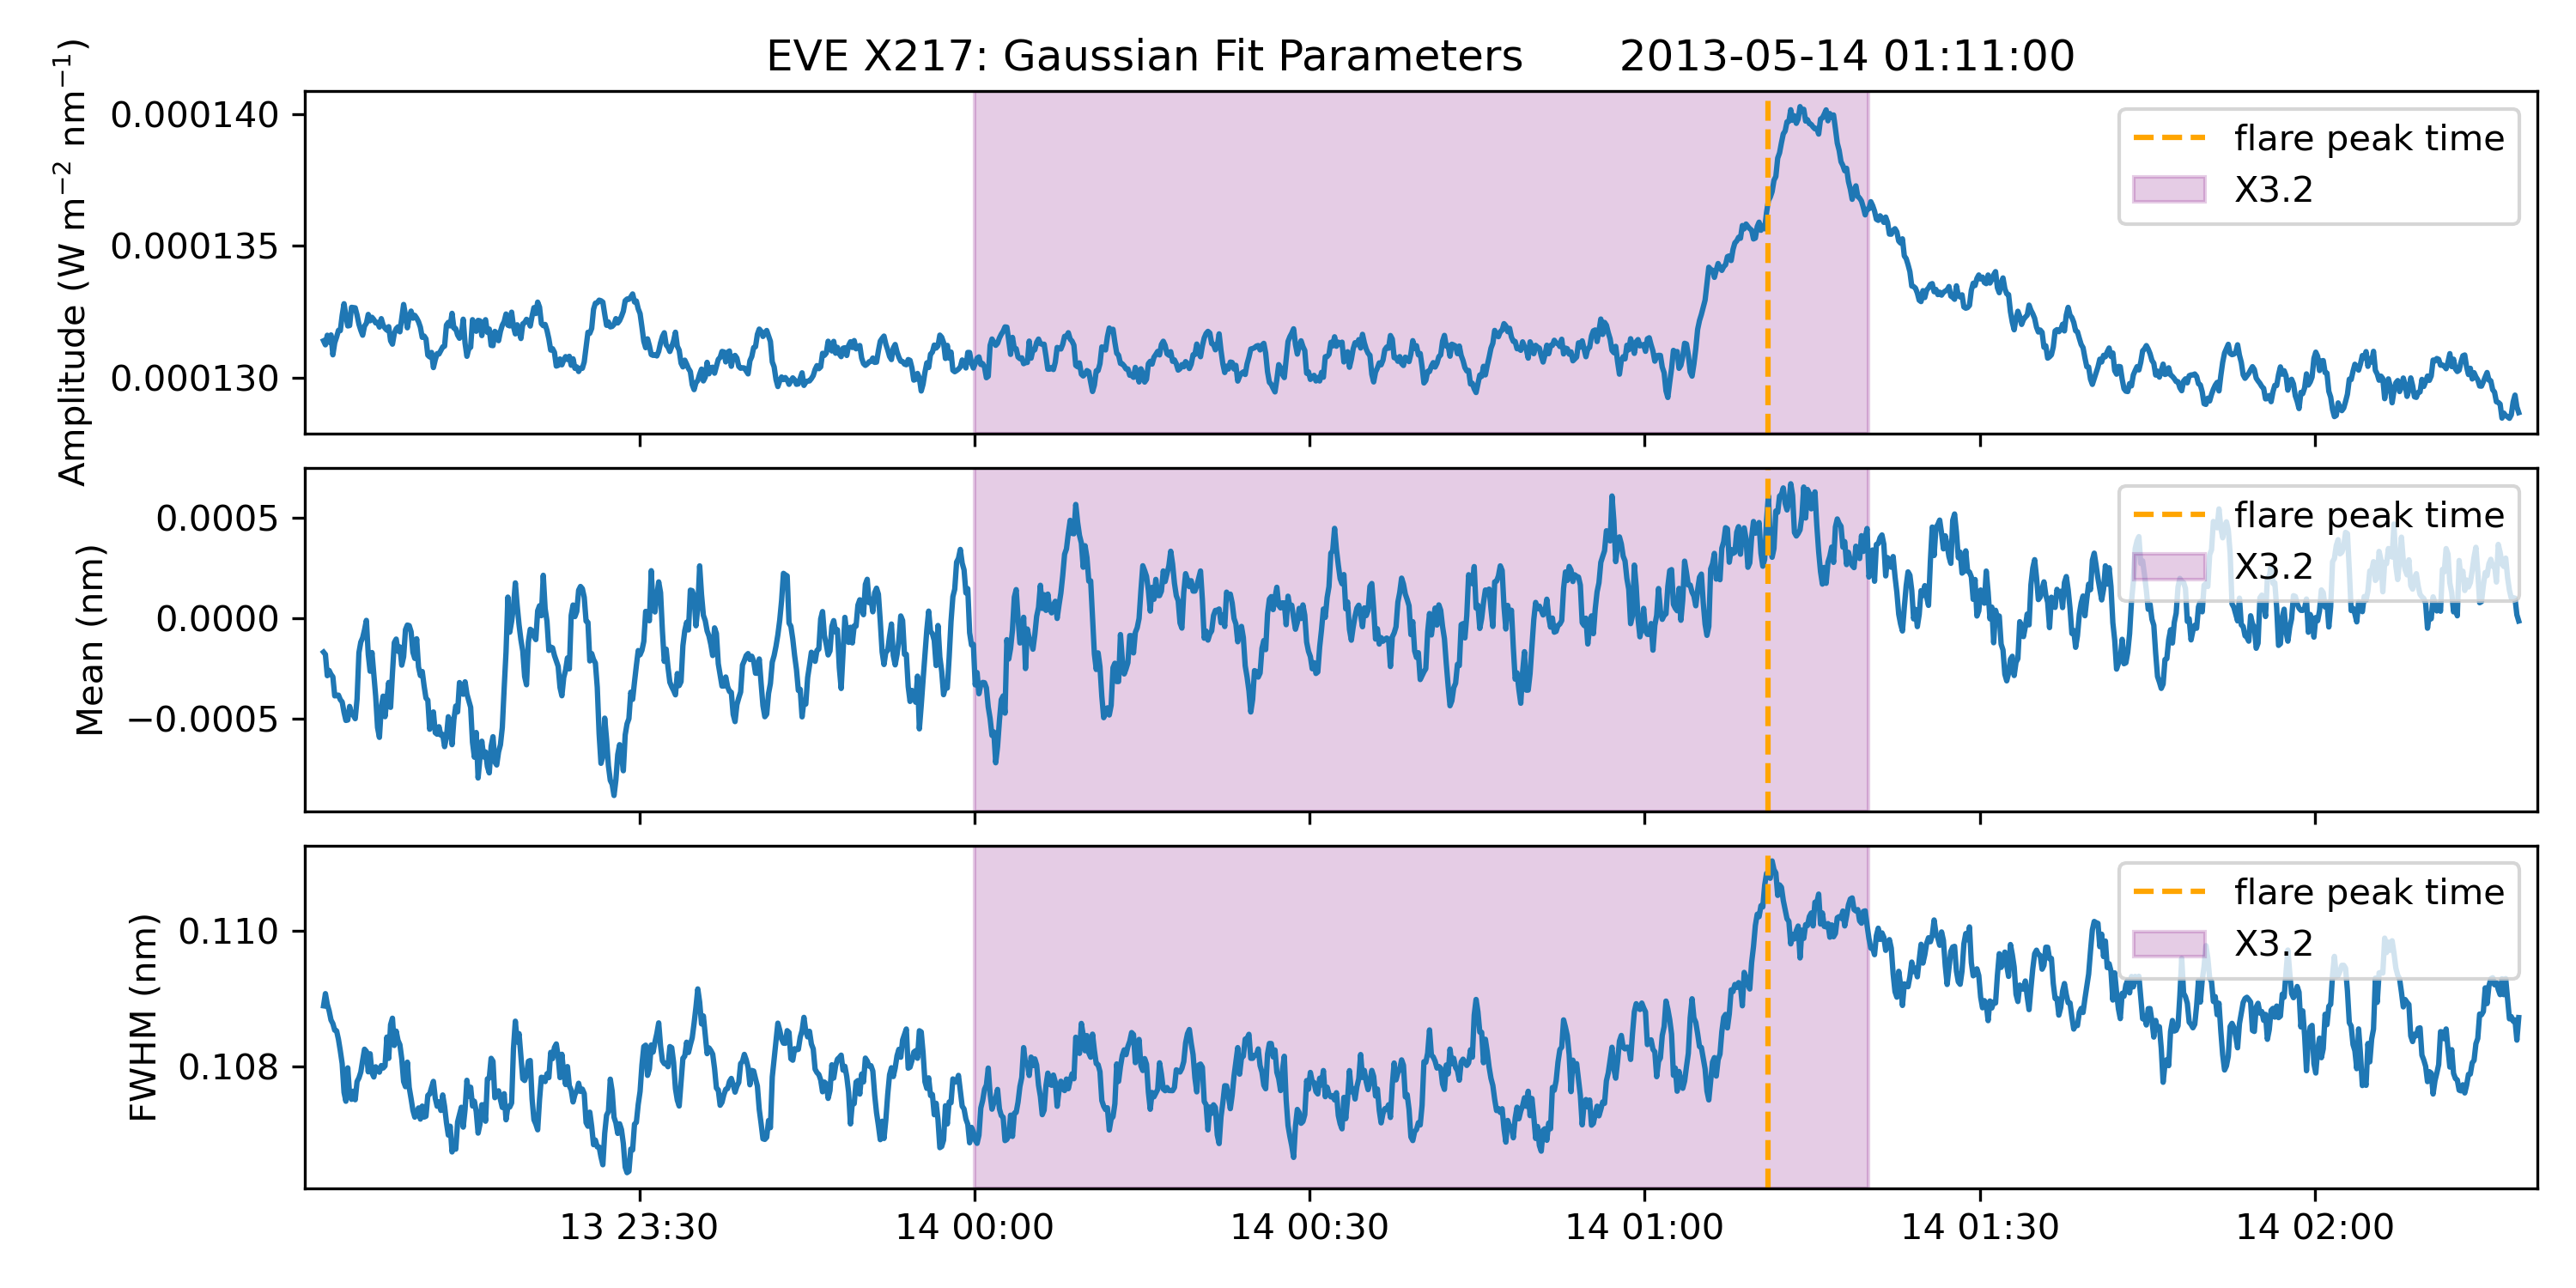 EVE X217: Gaussian Fit Parameters 2013-05-14 01:11:00
Amplitude (W m⁻² nm⁻¹)
0.000140
0.000135
0.000130
flare peak time
X3.2
Mean (nm)
0.0005
0.0000
−0.0005
flare peak time
X3.2
FWHM (nm)
0.110
0.108
flare peak time
X3.2
13 23:30 14 00:00 14 00:30 14 01:00 14 01:30 14 02:00